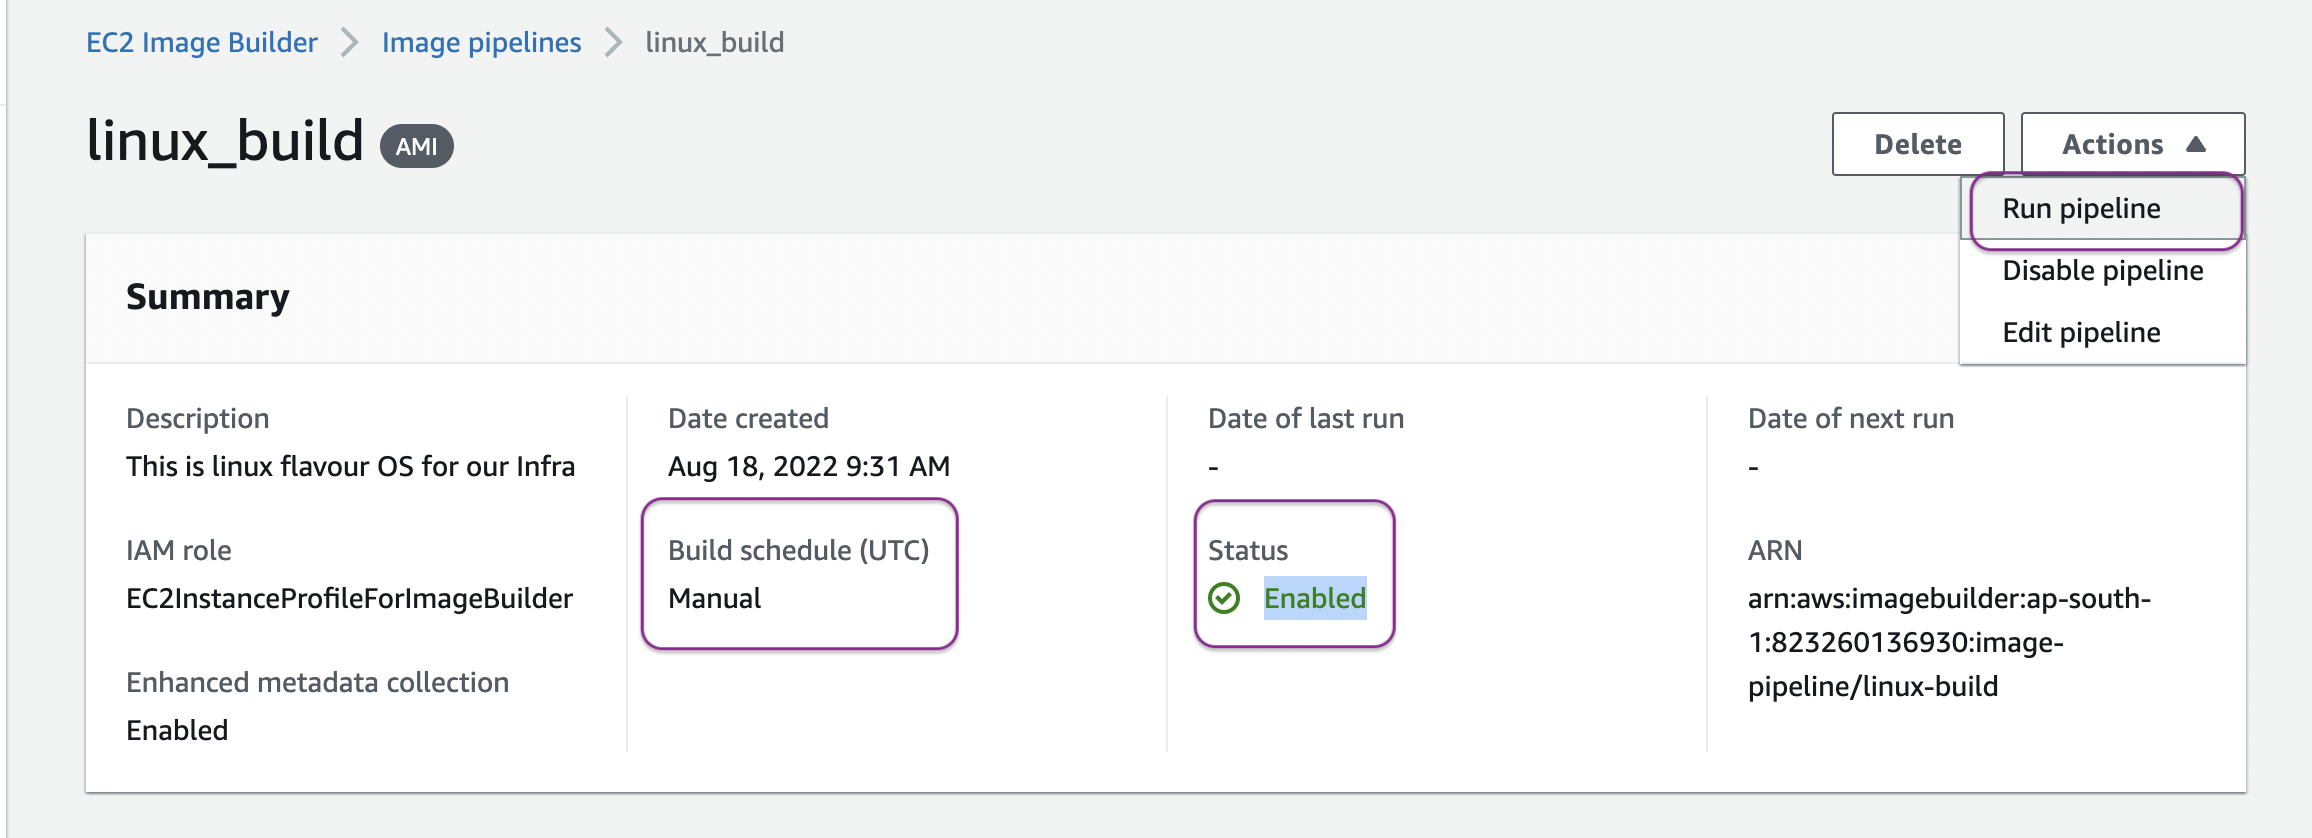 EC2 Image Builder > Image pipelines > linux_build
linux_build AMI
Delete
Actions
Run pipeline
Disable pipeline
Edit pipeline
Summary
Description
This is linux flavour OS for our Infra
IAM role
EC2InstanceProfileForImageBuilder
Enhanced metadata collection
Enabled
Date created
Aug 18, 2022 9:31 AM
Build schedule (UTC)
Manual
Date of last run
-
Status
Enabled
Date of next run
-
ARN
arn:aws:imagebuilder:ap-south-
1:823260136930:image-
pipeline/linux-build